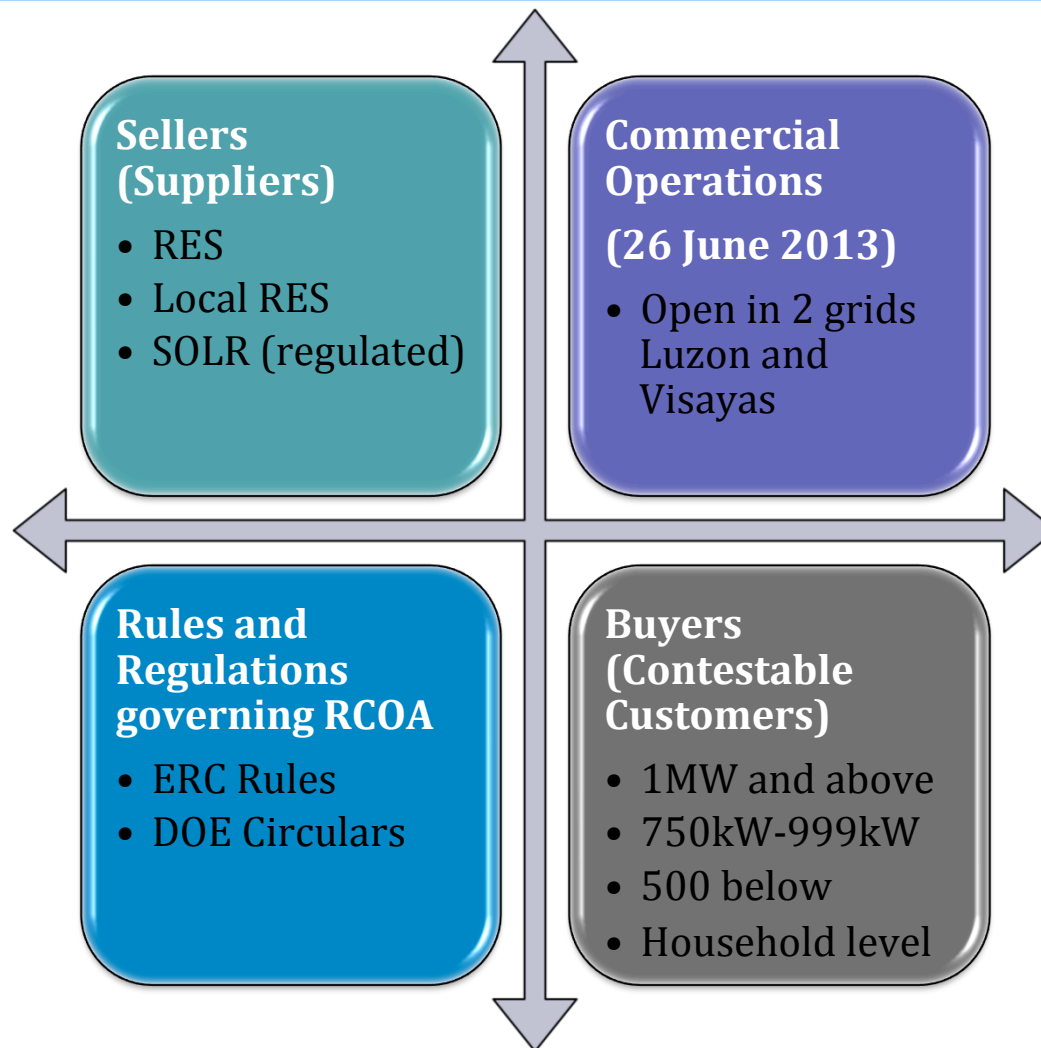 Sellers
(Suppliers)
• RES
• Local RES
• SOLR (regulated)
Commercial
Operations
(26 June 2013)
• Open in 2 grids
Luzon and
Visayas
Rules and
Regulations
governing RCOA
• ERC Rules
• DOE Circulars
Buyers
(Contestable
Customers)
• 1MW and above
• 750kW-999kW
• 500 below
• Household level